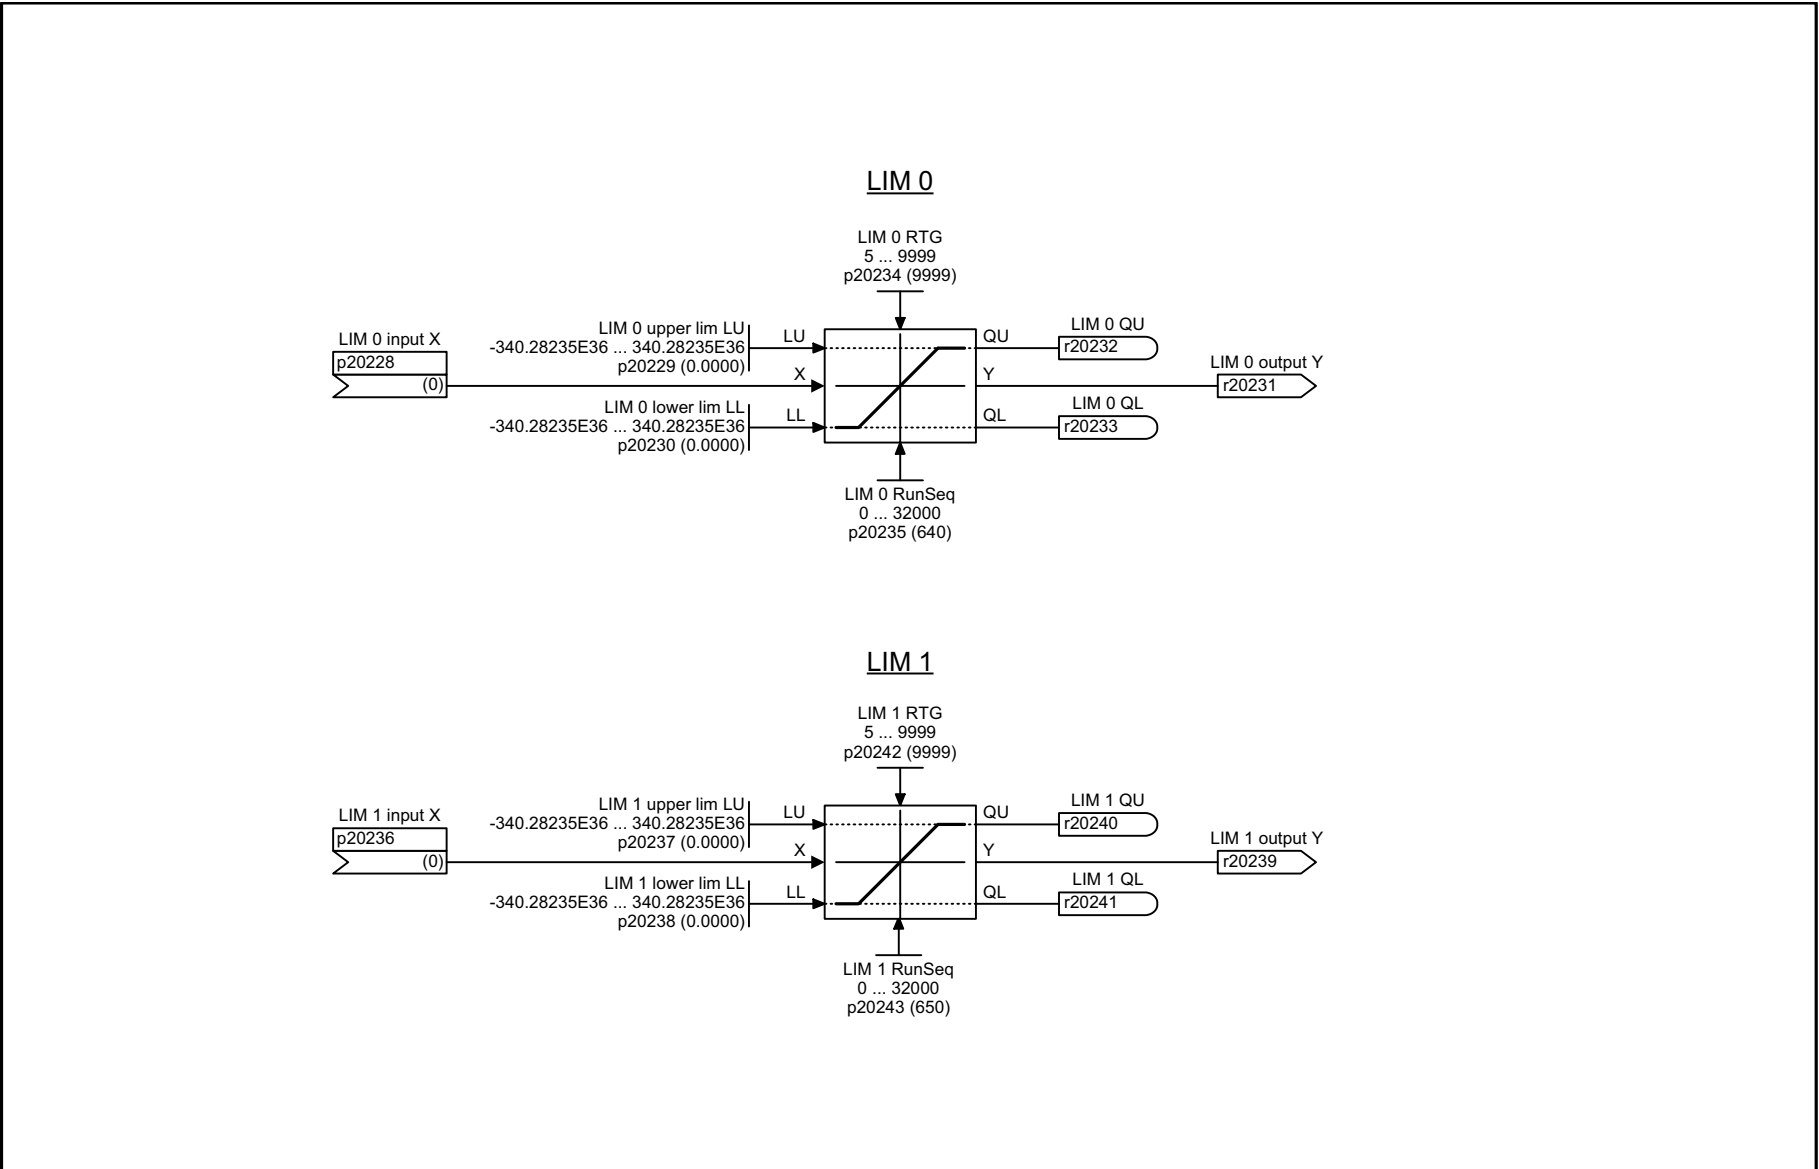 LIM 0
LIM 0 RTG
5 ... 9999
p20234 (9999)
LIM 0 input X
p20228
(0)
LIM 0 upper lim LU
-340.28235E36 ... 340.28235E36
p20229 (0.0000)
LIM 0 lower lim LL
-340.28235E36 ... 340.28235E36
p20230 (0.0000)
LU
X
LL
QU
Y
QL
LIM 0 QU
r20232
LIM 0 output Y
r20231
LIM 0 QL
r20233
LIM 0 RunSeq
0 ... 32000
p20235 (640)
LIM 1
LIM 1 RTG
5 ... 9999
p20242 (9999)
LIM 1 input X
p20236
(0)
LIM 1 upper lim LU
-340.28235E36 ... 340.28235E36
p20237 (0.0000)
LIM 1 lower lim LL
-340.28235E36 ... 340.28235E36
p20238 (0.0000)
LU
X
LL
QU
Y
QL
LIM 1 QU
r20240
LIM 1 output Y
r20239
LIM 1 QL
r20241
LIM 1 RunSeq
0 ... 32000
p20243 (650)